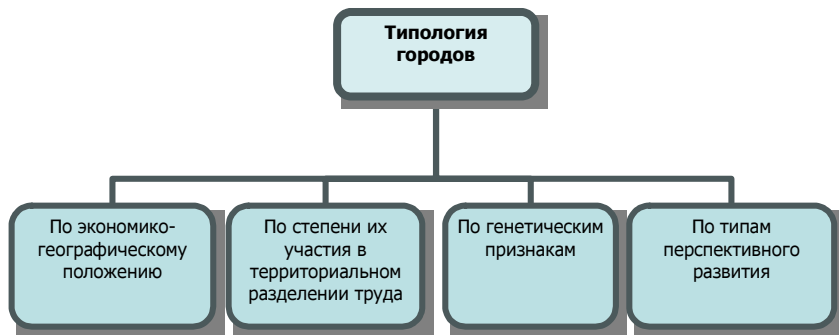 Типология
городов
По экономико-
географическому
положению
По степени их
участия в
территориальном
разделении труда
По генетическим
признакам
По типам
перспективного
развития